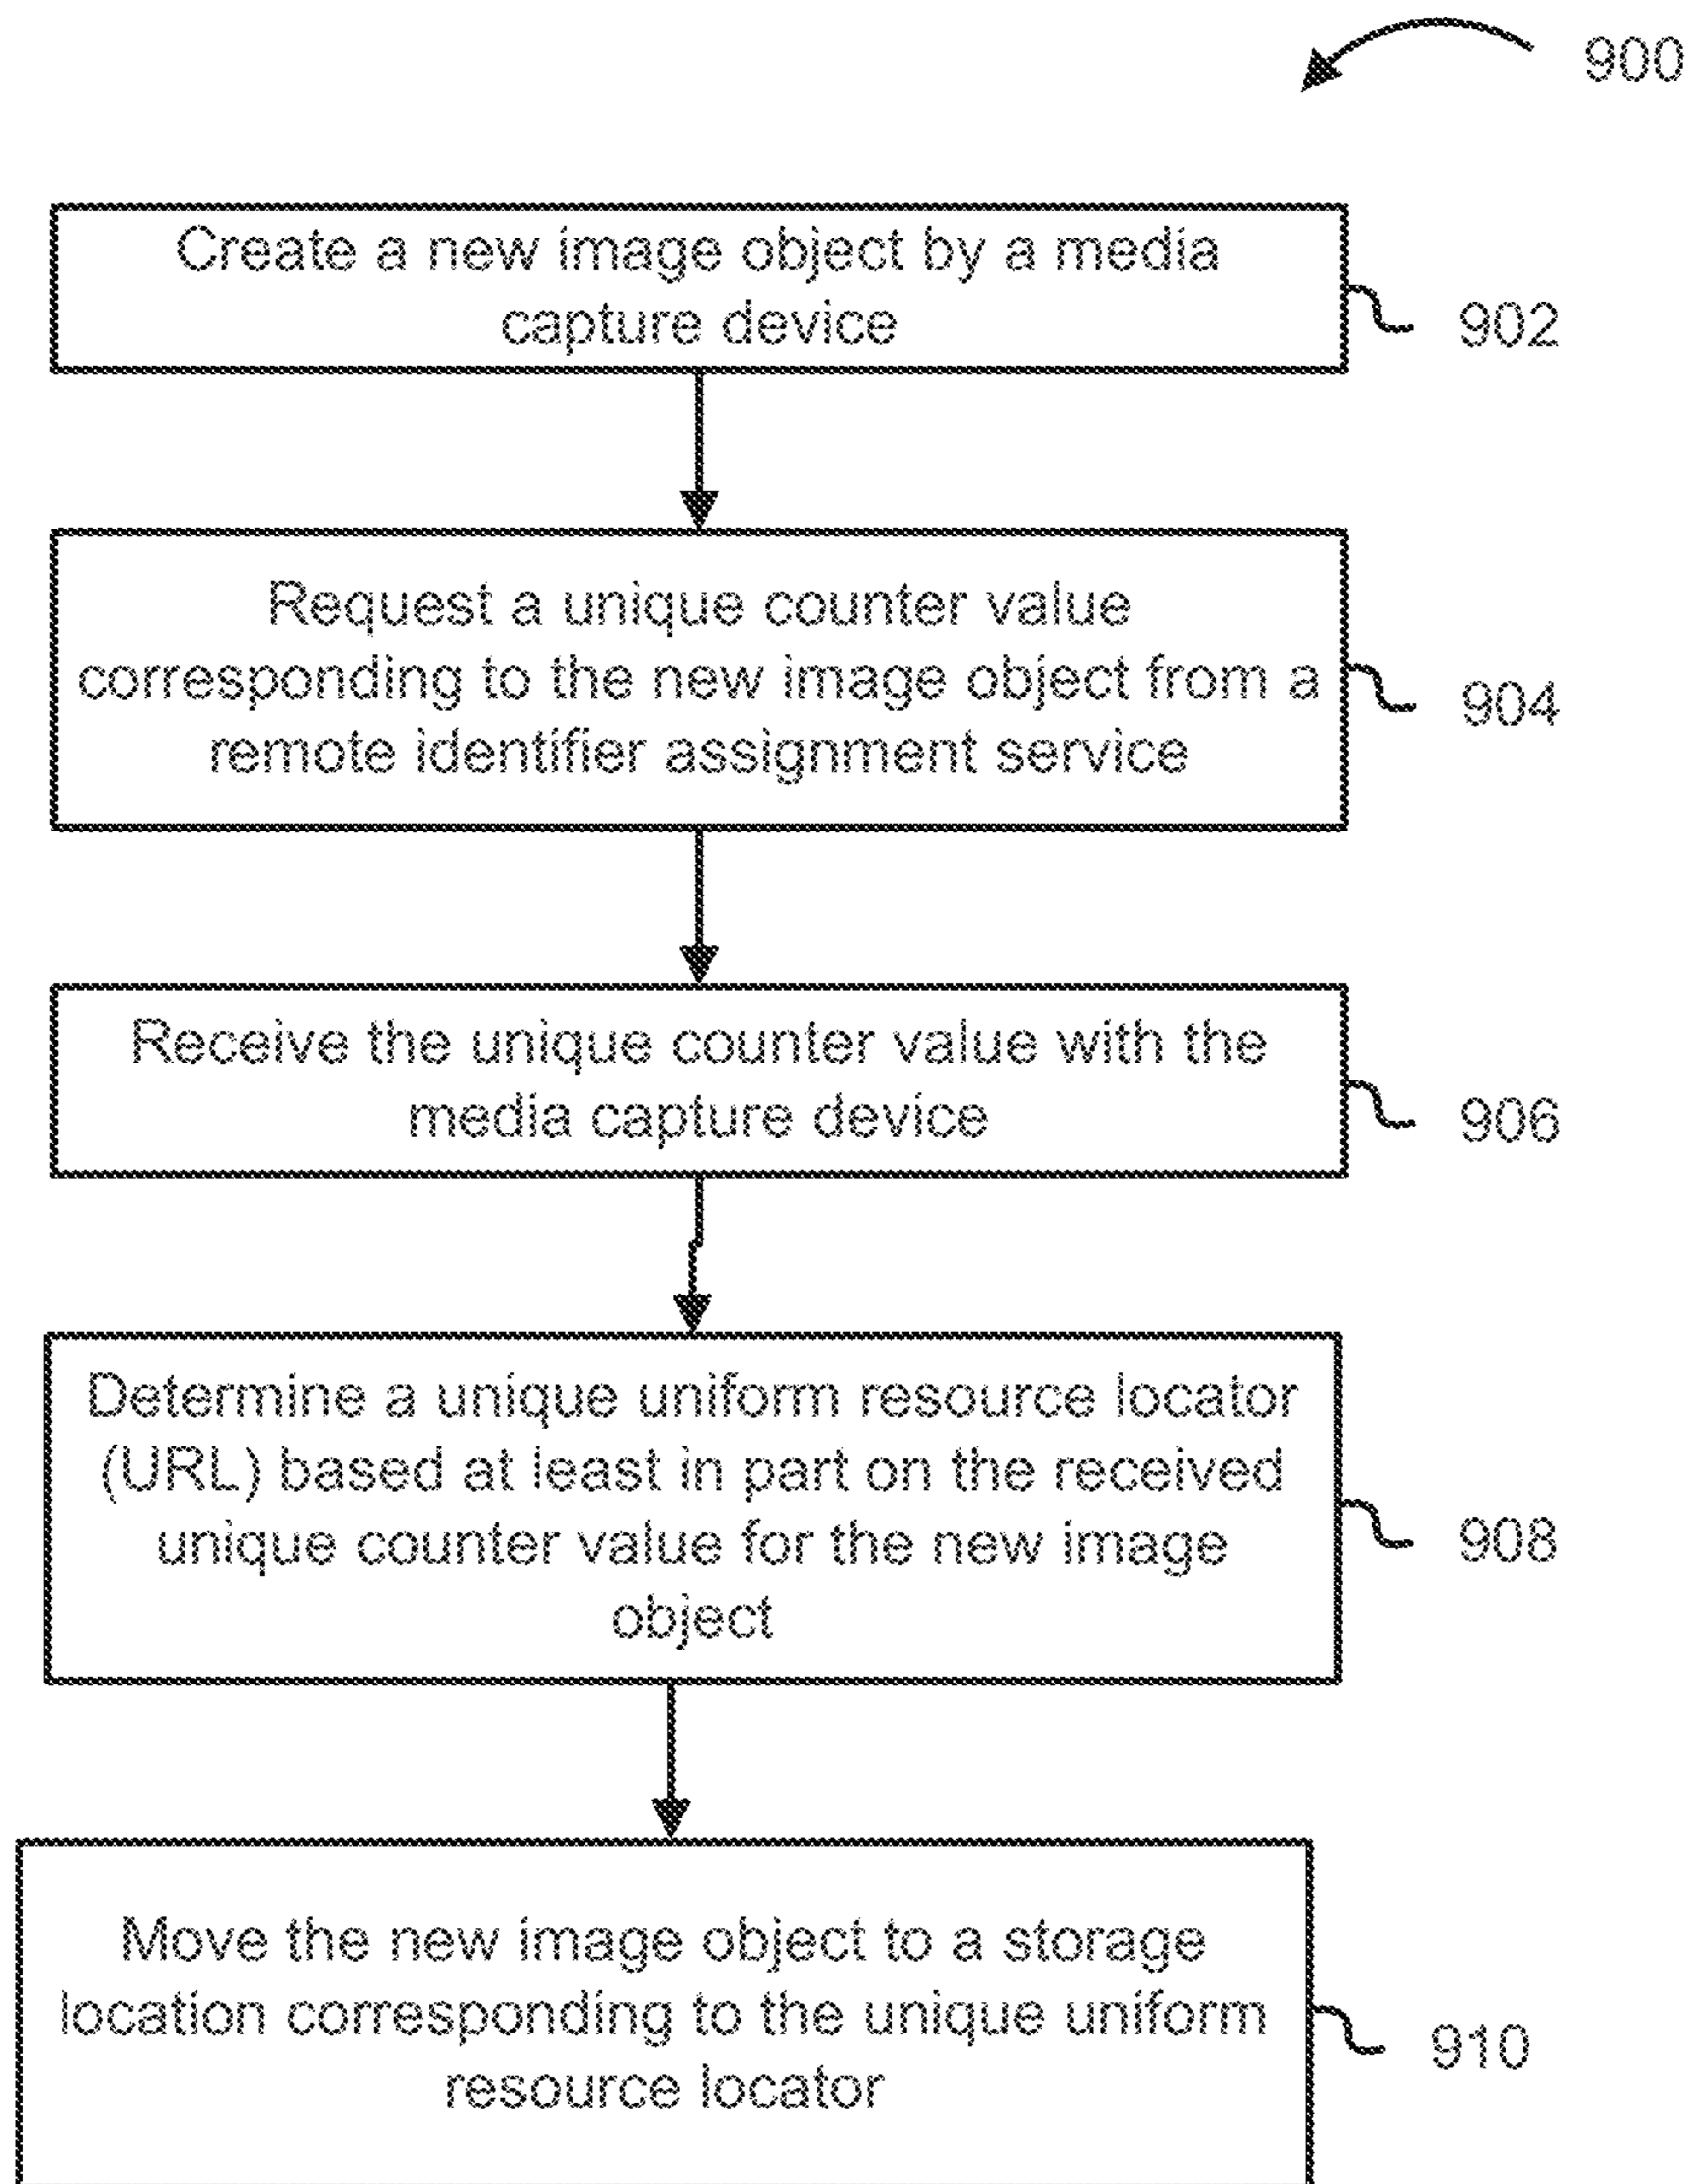 900
Create a new image object by a media
capture device
902
Request a unique counter value
corresponding to the new image object from a
remote identifier assignment service
904
Receive the unique counter value with the
media capture device
906
Determine a unique uniform resource locator
(URL) based at least in part on the received
unique counter value for the new image
object
908
Move the new image object to a storage
location corresponding to the unique uniform
resource locator
910